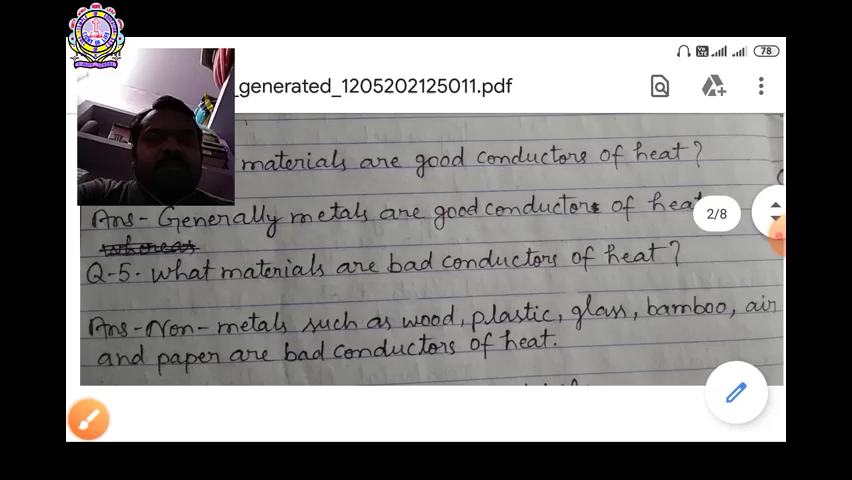 78
_generated_1205202125011.pdf
materials are good conductors of heat?
Ans- Generally metals are good conductors of heat
2/8
Q-5- what materials are bad conductors of heat?
Ans-Non-metals such as wood, plastic, glass, bamboo, air
and paper are bad conductors of heat.